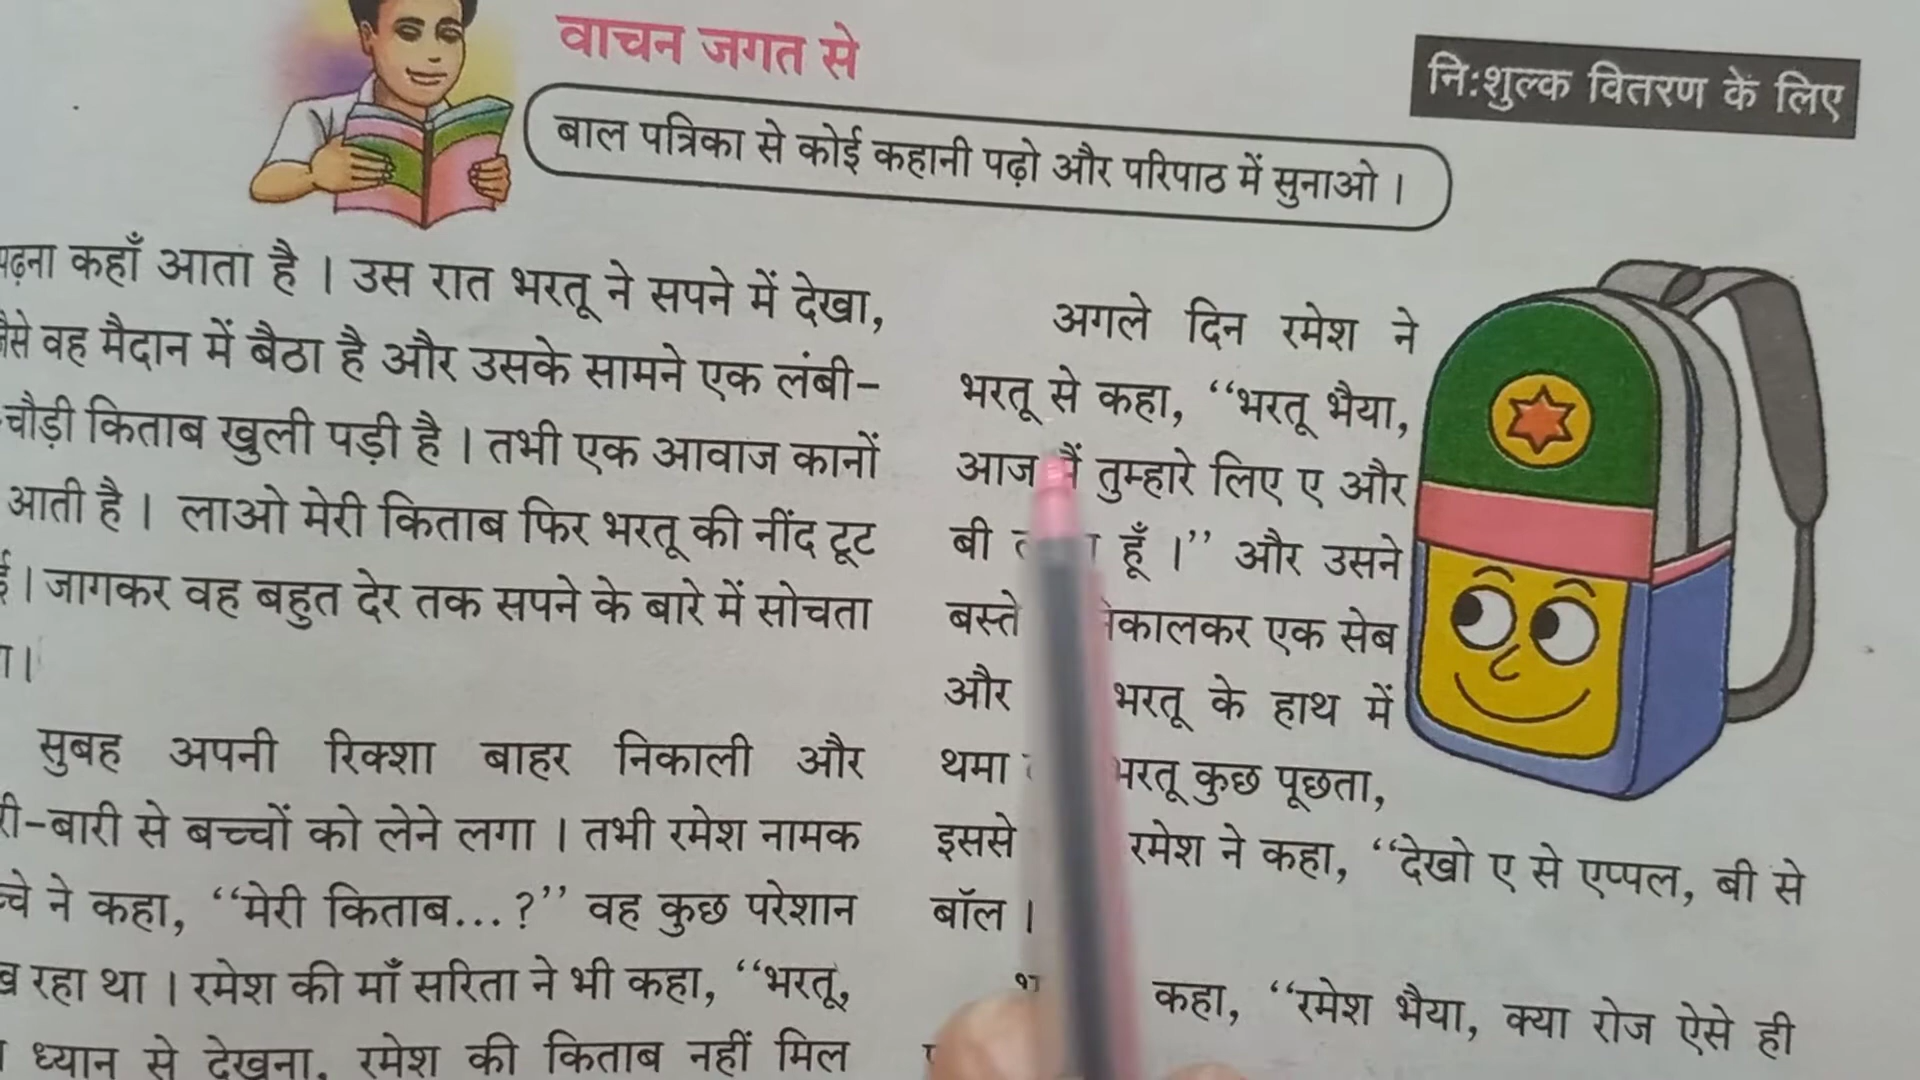 वाचन जगत से
नि:शुल्क वितरण के लिए
बाल पत्रिका से कोई कहानी पढ़ो और परिपाठ में सुनाओ ।
कहाँ आता है । उस रात भरतू ने सपने में देखा,
वह मैदान में बैठा है और उसके सामने एक लंबी-
चौड़ी किताब खुली पड़ी है । तभी एक आवाज कानों
आती है । लाओ मेरी किताब फिर भरतू की नींद टूट
। जागकर वह बहुत देर तक सपने के बारे में सोचता
।
सुबह अपनी रिक्शा बाहर निकाली और
-बारी से बच्चों को लेने लगा । तभी रमेश नामक
ने कहा, “मेरी किताब...?” वह कुछ परेशान
रहा था । रमेश की माँ सरिता ने भी कहा, “भरतू,
ध्यान से देखना, रमेश की किताब नहीं मिल
अगले दिन रमेश ने
भरतू से कहा, “भरतू भैया,
आज तुम्हारे लिए ए और
बी हूँ ।” और उसने
बस्ते एक सेब
और भरतू के हाथ में
थमा भरतू कुछ पूछता,
इससे रमेश ने कहा, “देखो ए से एप्पल, बी से
बॉल ।
कहा, “रमेश भैया, क्या रोज ऐसे ही